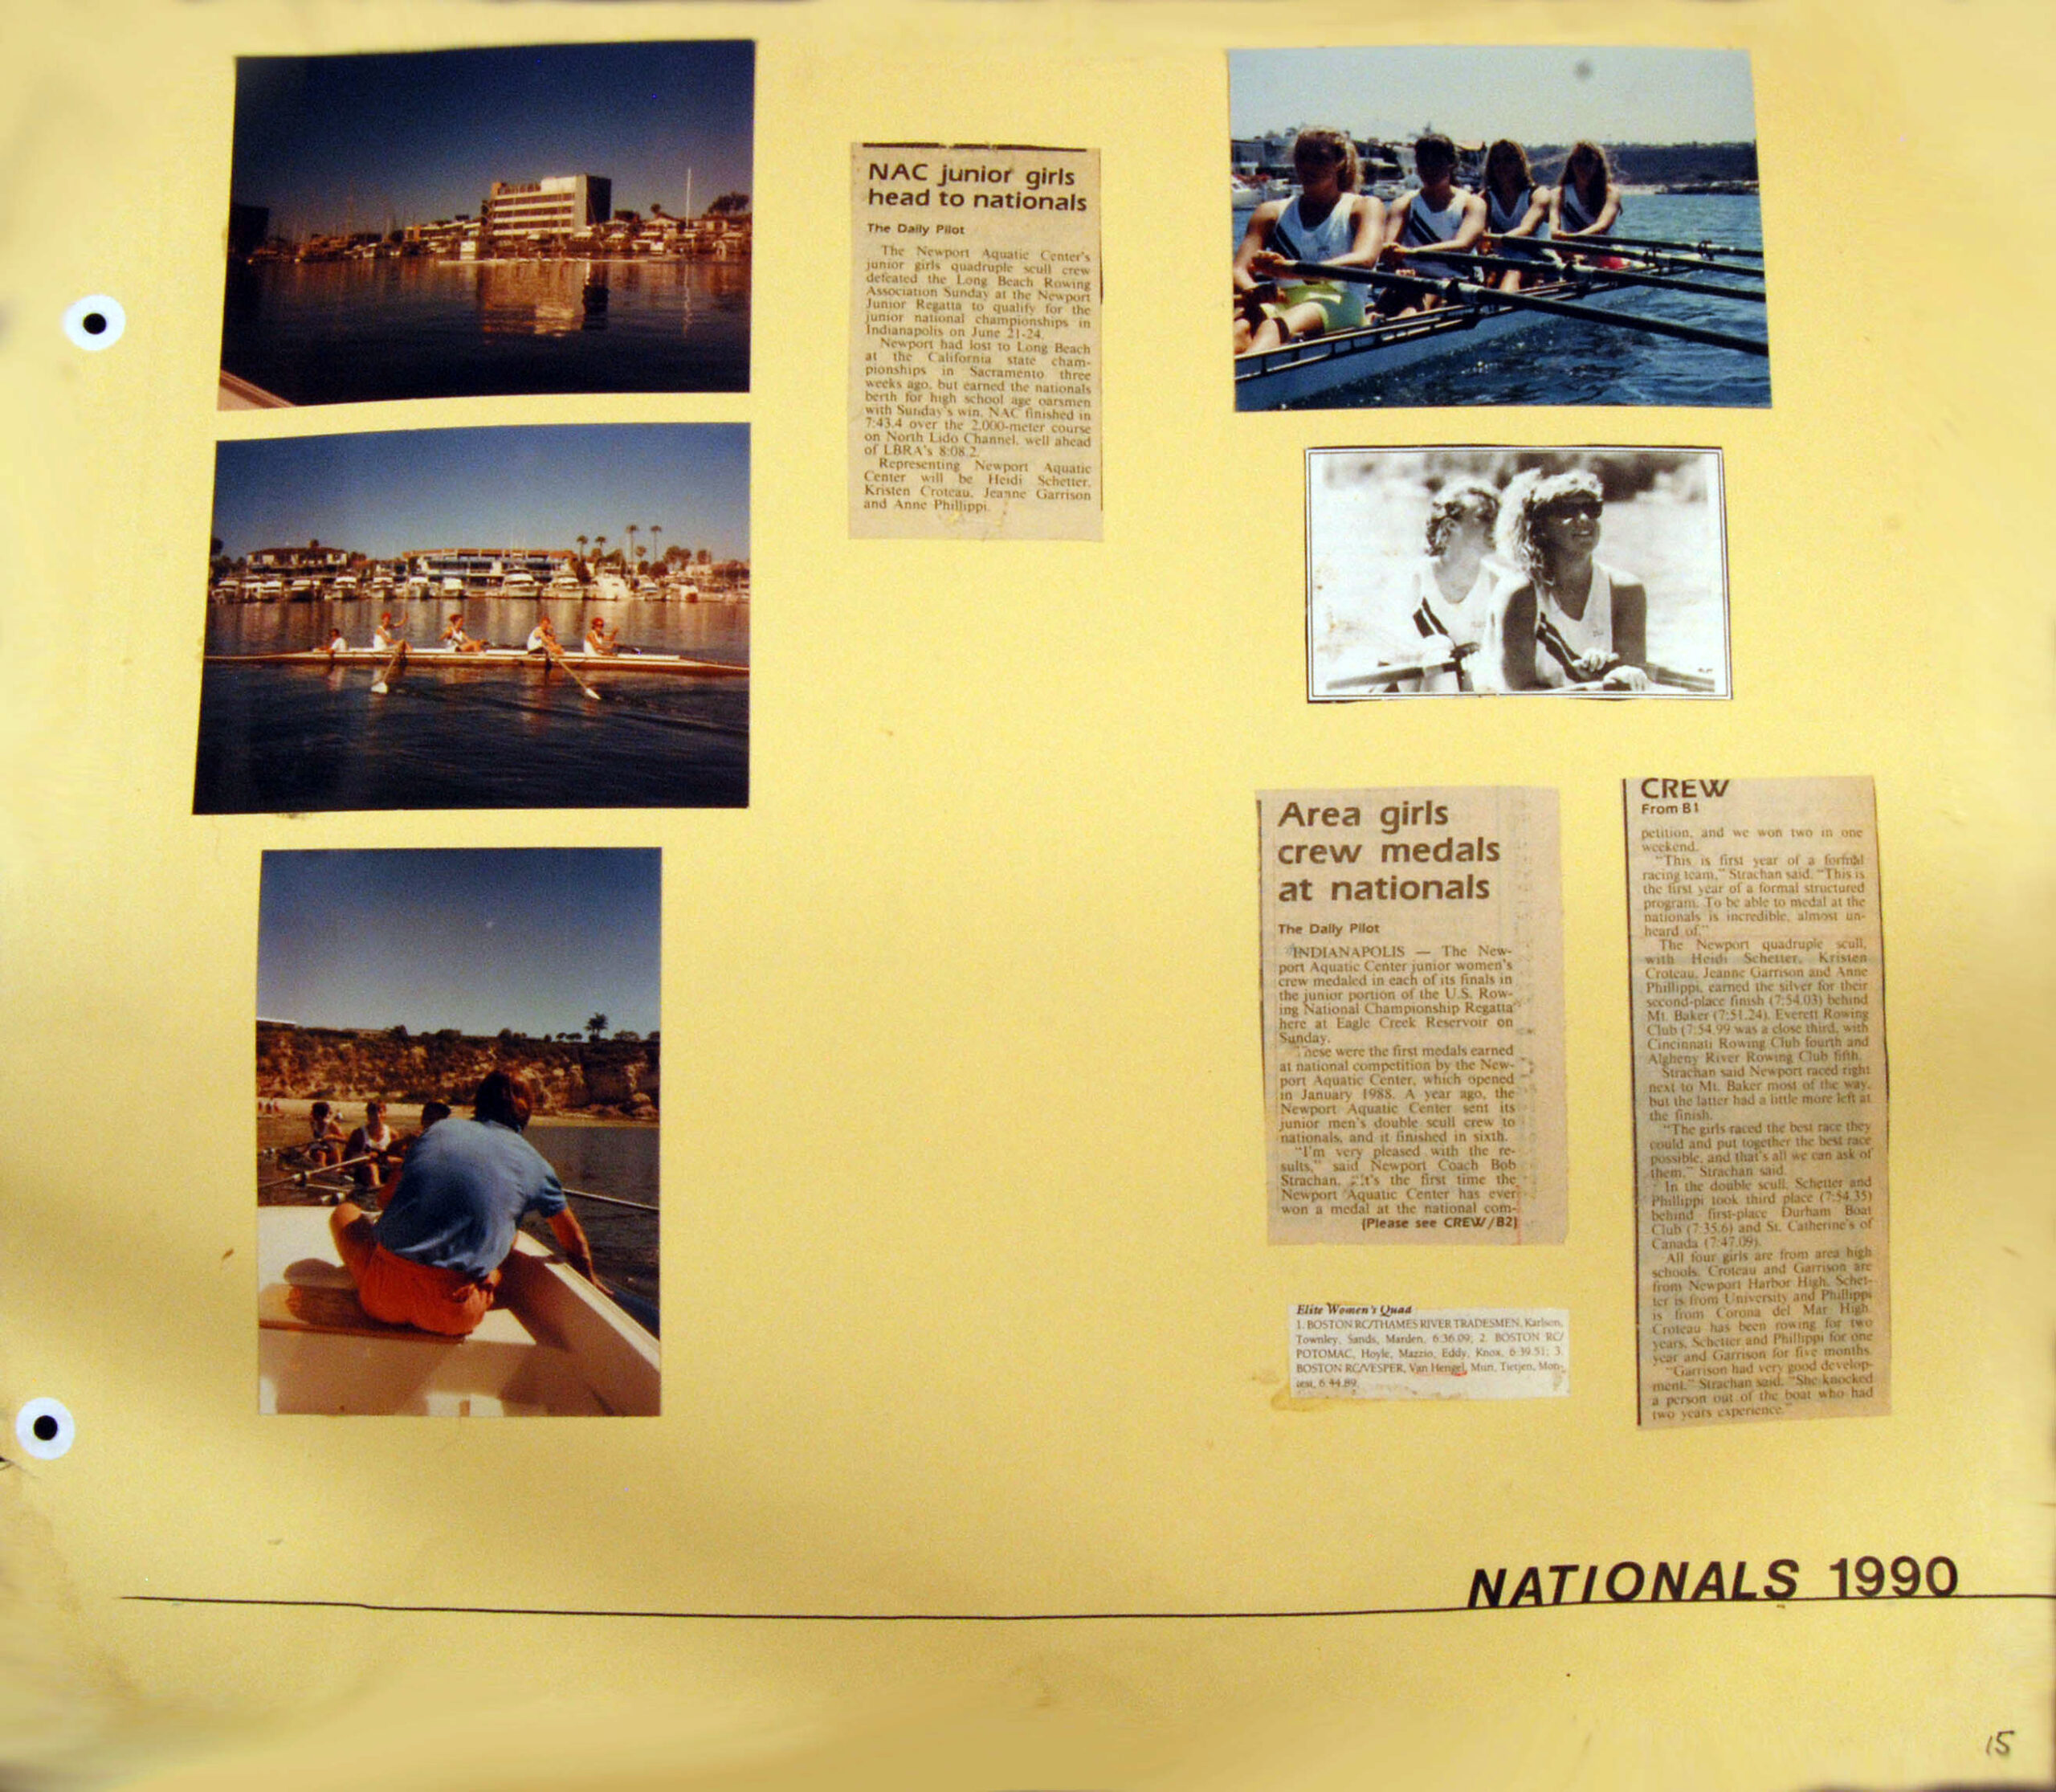 NAC junior girls
head to nationals
The Daily Pilot
The Newport Aquatic Center's
junior girls quadruple scull crew
defeated the Long Beach Rowing
Association Sunday at the Newport
Junior Regatta to qualify for the
junior national championships in
Indianapolis on June 21-24.
Newport had lost to Long Beach
at the California state cham-
pionships in Sacramento three
weeks ago, but earned the nationals
berth for high school age oarsmen
with Sunday's win. NAC finished in
7:43.4 over the 2,000-meter course
on North Lido Channel, well ahead
of LBRA's 8:08.2.
Representing Newport Aquatic
Center will be Heidi Schetter,
Kristen Croteau, Jeanne Garrison
and Anne Phillippi.
Area girls
crew medals
at nationals
The Daily Pilot
INDIANAPOLIS — The New-
port Aquatic Center junior women's
crew medaled in each of its finals in
the junior portion of the U.S. Row-
ing National Championship Regatta
here at Eagle Creek Reservoir on
Sunday.
These were the first medals earned
at national competition by the New-
port Aquatic Center, which opened
in January 1988. A year ago, the
Newport Aquatic Center sent its
junior men's double scull crew to
nationals, and it finished in sixth.
"I'm very pleased with the re-
sults," said Newport Coach Bob
Strachan. "It's the first time the
Newport Aquatic Center has ever
won a medal at the national com-
(Please see CREW/B2)
Elite Women's Quad
1. BOSTON RC/THAMES RIVER TRADESMEN, Karlson,
Townley, Sands, Marden, 6:36.09; 2. BOSTON RC/
POTOMAC, Hoyle, Mazzio, Eddy, Knox, 6:39.51; 3.
BOSTON RC/VESPER, Van Hengel, Muri, Tietjen, Mon-
tesi, 6:44.89.
CREW
From B1
petition, and we won two in one
weekend.
"This is first year of a formal
racing team," Strachan said. "This is
the first year of a formal structured
program. To be able to medal at the
nationals is incredible, almost un-
heard of."
The Newport quadruple scull,
with Heidi Schetter, Kristen
Croteau, Jeanne Garrison and Anne
Phillippi, earned the silver for their
second-place finish (7:54.03) behind
Mt. Baker (7:51.24). Everett Rowing
Club (7:54.99 was a close third, with
Cincinnati Rowing Club fourth and
Algheny River Rowing Club fifth.
Strachan said Newport raced right
next to Mt. Baker most of the way,
but the latter had a little more left at
the finish.
"The girls raced the best race they
could and put together the best race
possible, and that's all we can ask of
them," Strachan said.
In the double scull, Schetter and
Phillippi took third place (7:54.35)
behind first-place Durham Boat
Club (7:35.6) and St. Catherine's of
Canada (7:47.09).
All four girls are from area high
schools. Croteau and Garrison are
from Newport Harbor High, Schet-
ter is from University and Phillippi
is from Corona del Mar High.
Croteau has been rowing for two
years, Schetter and Phillippi for one
year and Garrison for five months.
"Garrison had very good develop-
ment," Strachan said. "She knocked
a person out of the boat who had
two years experience."
NATIONALS 1990
15